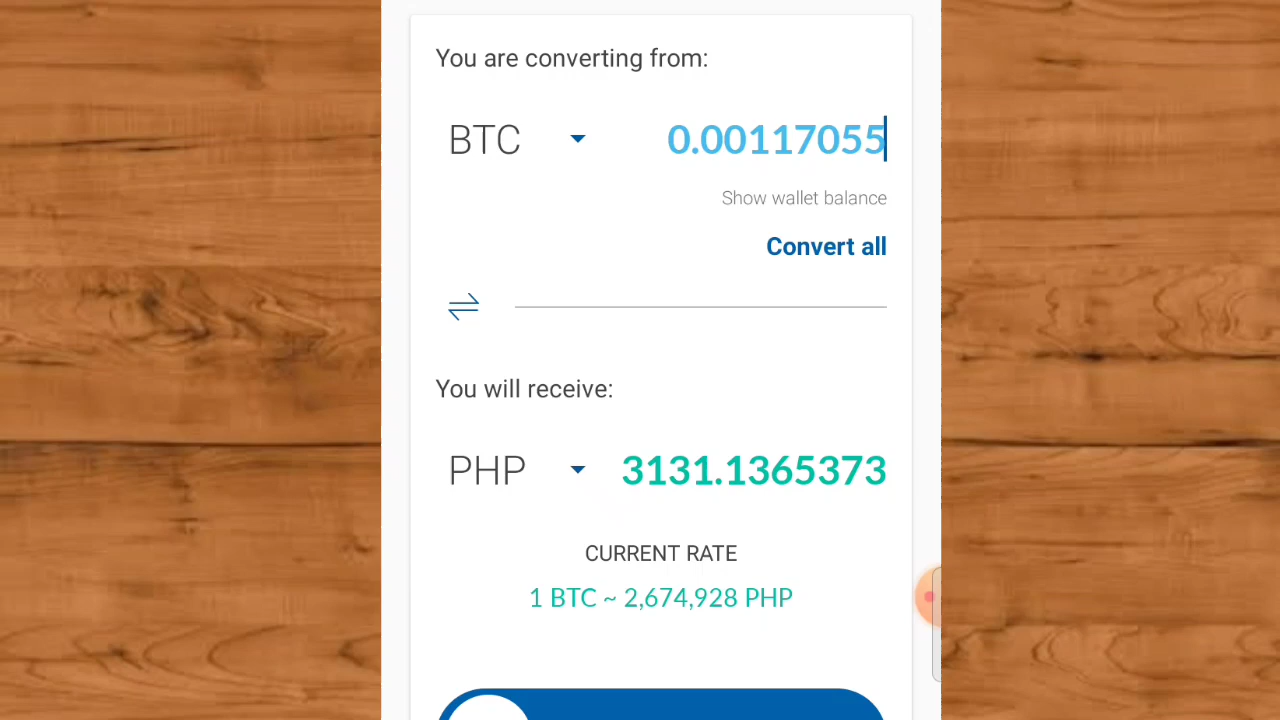 You are converting from:
BTC 0.00117055
Show wallet balance
Convert all
You will receive:
PHP 3131.1365373
CURRENT RATE
1 BTC ~ 2,674,928 PHP